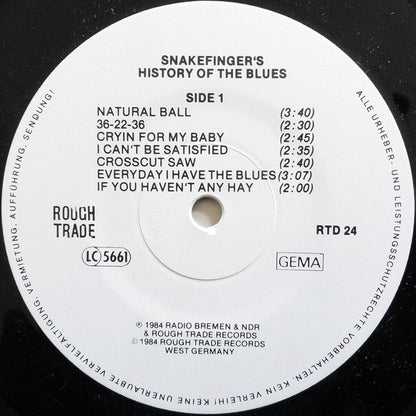 SNAKEFINGER'S
HISTORY OF THE BLUES
SIDE 1
NATURAL BALL (3:40)
36-22-36 (2:30)
CRYIN FOR MY BABY (2:45)
I CAN'T BE SATISFIED (2:35)
CROSSCUT SAW (2:40)
EVERYDAY I HAVE THE BLUES (3:07)
IF YOU HAVEN'T ANY HAY (2:00)
ROUGH
TRADE
RTD 24
LC 5661
GEMA
℗ 1984 RADIO BREMEN & NDR
& ROUGH TRADE RECORDS
© 1984 ROUGH TRADE RECORDS
WEST GERMANY
ALLE URHEBER- UND LEISTUNGSSCHUTZRECHTE VORBEHALTEN. KEIN VERLEIH! KEINE UNERLAUBTE VERVIELFÄLTIGUNG, VERMIETUNG, AUFFÜHRUNG, SENDUNG!